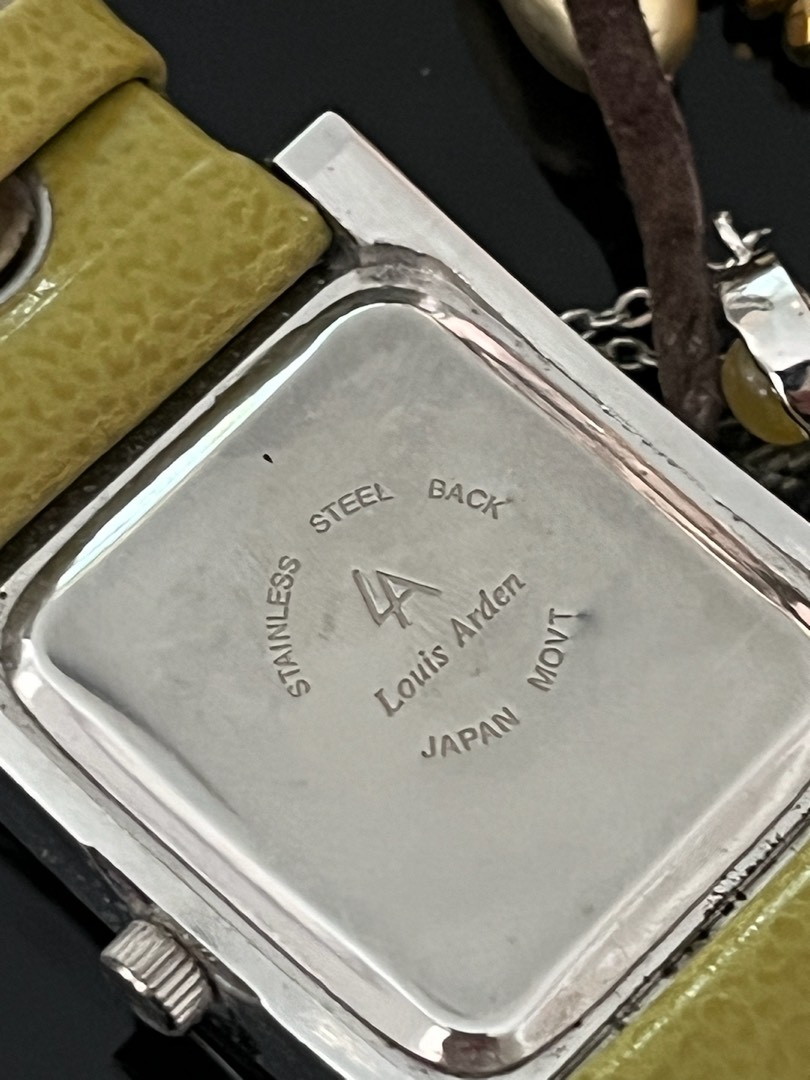 STAINLESS STEEL BACK
LA
Louis Arden
JAPAN MOVT